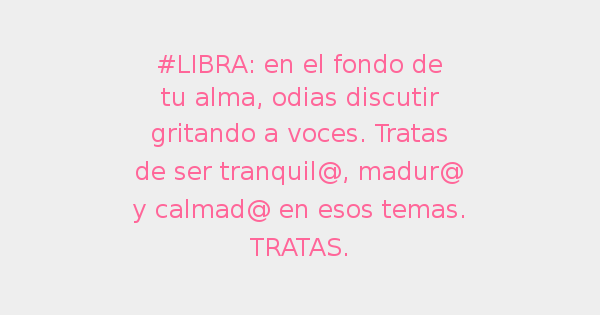 #LIBRA: en el fondo de
tu alma, odias discutir
gritando a voces. Tratas
de ser tranquil@, madur@
y calmad@ en esos temas.
TRATAS.